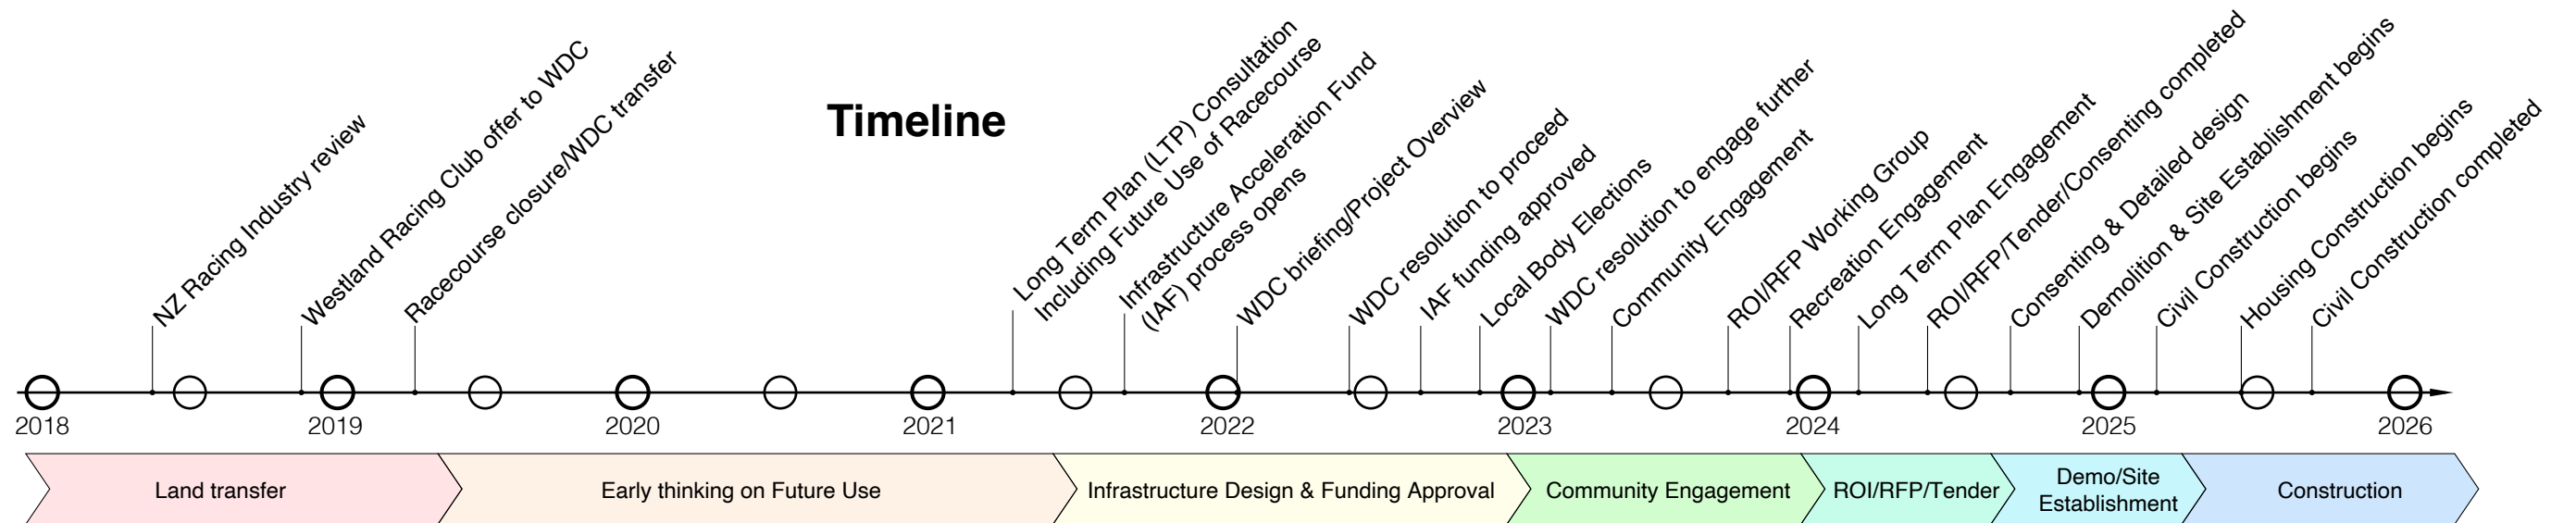 Timeline
NZ Racing Industry review
Westland Racing Club offer to WDC
Racecourse closure/WDC transfer
Long Term Plan (LTP) Consultation
Including Future Use of Racecourse
Infrastructure Acceleration Fund
(IAF) process opens
WDC briefing/Project Overview
WDC resolution to proceed
IAF funding approved
Local Body Elections
WDC resolution to engage further
Community Engagement
ROI/RFP Working Group
Recreation Engagement
Long Term Plan Engagement
ROI/RFP/Tender/Consenting completed
Consenting & Detailed design
Demolition & Site Establishment begins
Civil Construction begins
Housing Construction begins
Civil Construction completed
2018
2019
2020
2021
2022
2023
2024
2025
2026
Land transfer
Early thinking on Future Use
Infrastructure Design & Funding Approval
Community Engagement
ROI/RFP/Tender
Demo/Site
Establishment
Construction